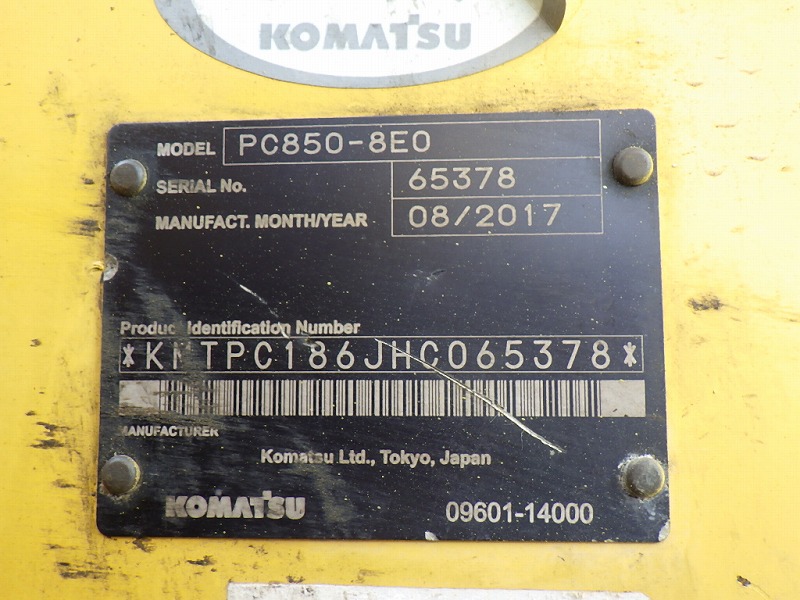 KOMATSU
MODEL PC850-8E0
SERIAL No. 65378
MANUFACT. MONTH/YEAR 08/2017
Product Identification Number
*KMTPC186JHC065378*
MANUFACTURER
Komatsu Ltd., Tokyo, Japan
KOMATSU 09601-14000